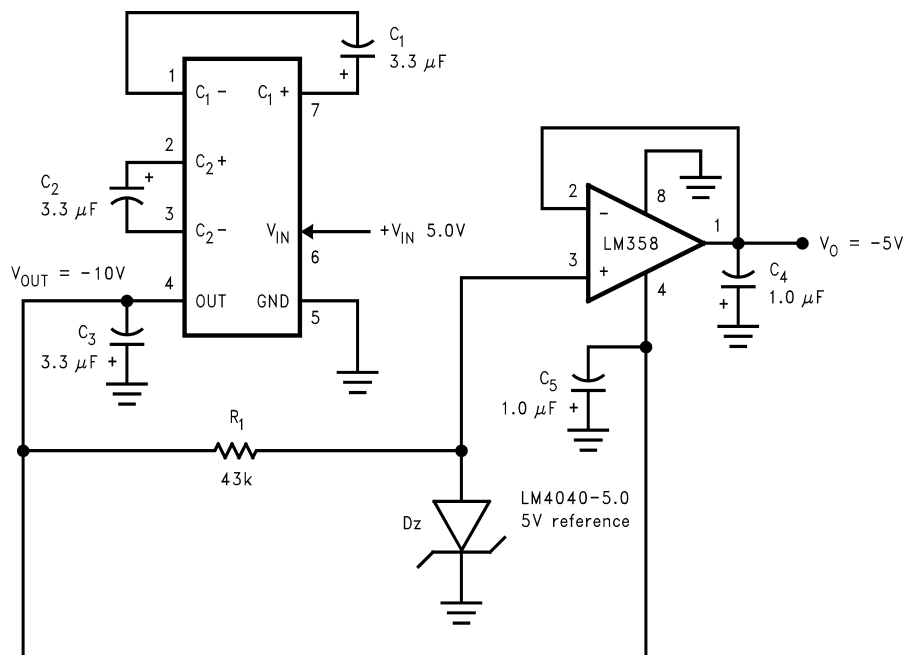 C1
3.3 μF
+
1
C1-
C1+
7
2
C2+
+
C2
3.3 μF
3
C2-
VIN
+VIN 5.0V
6
VOUT = -10V
4
OUT
GND
5
C3
3.3 μF +
R1
43k
2
-
8
LM358
1
VO = -5V
3
+
4
C4
1.0 μF
+
C5
1.0 μF +
Dz
LM4040-5.0
5V reference